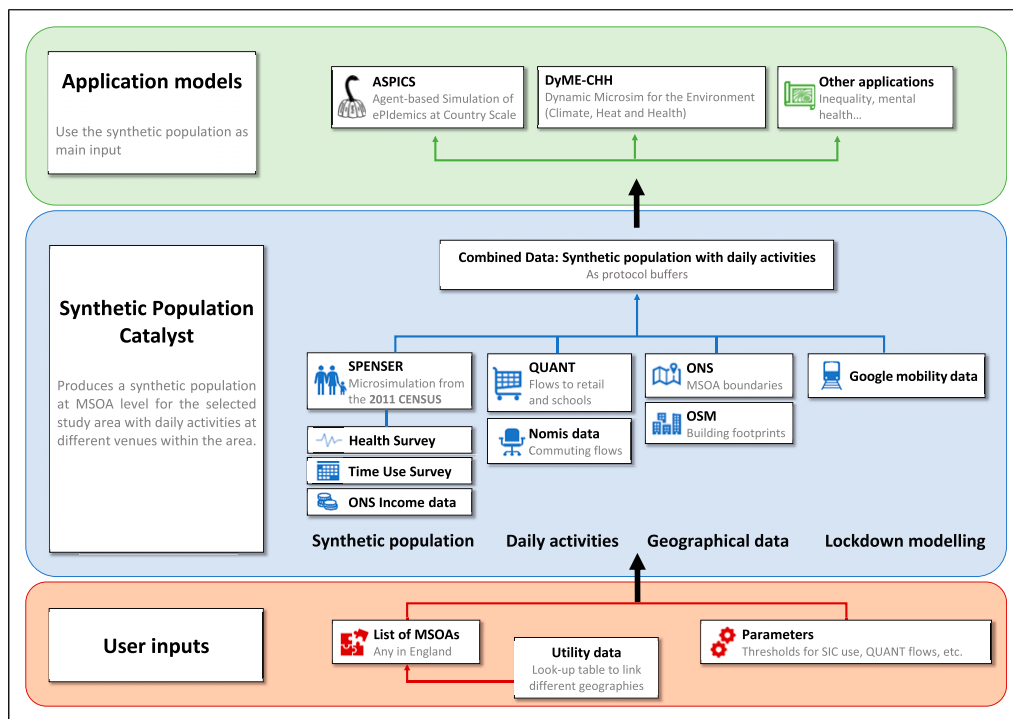 Application models
Use the synthetic population as
main input
ASPICS
Agent-based Simulation of
ePIdemics at Country Scale
DyME-CHH
Dynamic Microsim for the Environment
(Climate, Heat and Health)
Other applications
Inequality, mental
health...
Synthetic Population
Catalyst
Produces a synthetic population
at MSOA level for the selected
study area with daily activities at
different venues within the area.
Combined Data: Synthetic population with daily activities
As protocol buffers
SPENSER
Microsimulation from
the 2011 CENSUS
Health Survey
Time Use Survey
ONS Income data
Synthetic population
QUANT
Flows to retail
and schools
Nomis data
Commuting flows
Daily activities
ONS
MSOA boundaries
OSM
Building footprints
Geographical data
Google mobility data
Lockdown modelling
User inputs
List of MSOAs
Any in England
Utility data
Look-up table to link
different geographies
Parameters
Thresholds for SIC use, QUANT flows, etc.